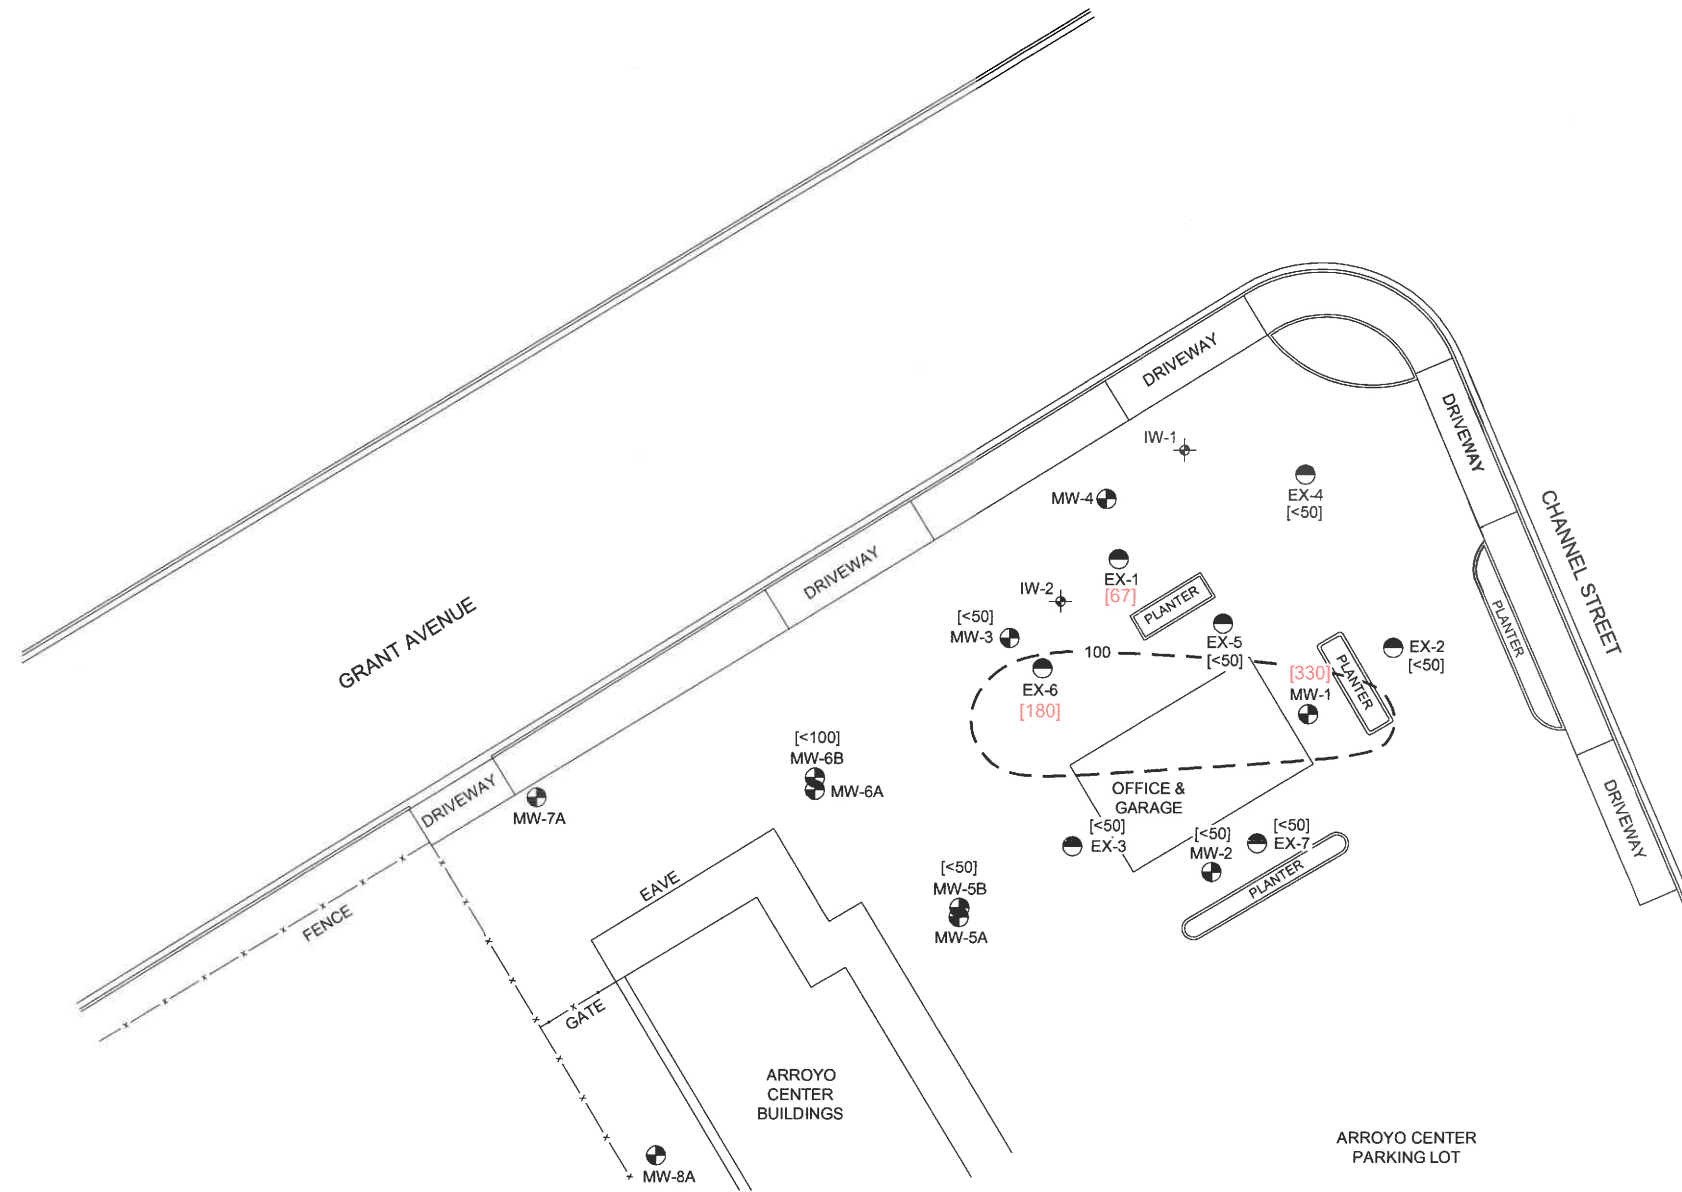 DRIVEWAY
DRIVEWAY
IW-1
EX-4
[<50]
MW-4
CHANNEL STREET
DRIVEWAY
EX-1
[67]
IW-2
PLANTER
GRANT AVENUE
[<50]
MW-3
EX-5
[<50]
EX-2
[<50]
PLANTER
100
[330]
MW-1
PLANTER
EX-6
[180]
[<100]
MW-6B
MW-6A
DRIVEWAY
MW-7A
OFFICE &
GARAGE
DRIVEWAY
[<50]
EX-3
[<50]
MW-2
[<50]
EX-7
PLANTER
EAVE
[<50]
MW-5B
MW-5A
FENCE
GATE
ARROYO
CENTER
BUILDINGS
ARROYO CENTER
PARKING LOT
MW-8A